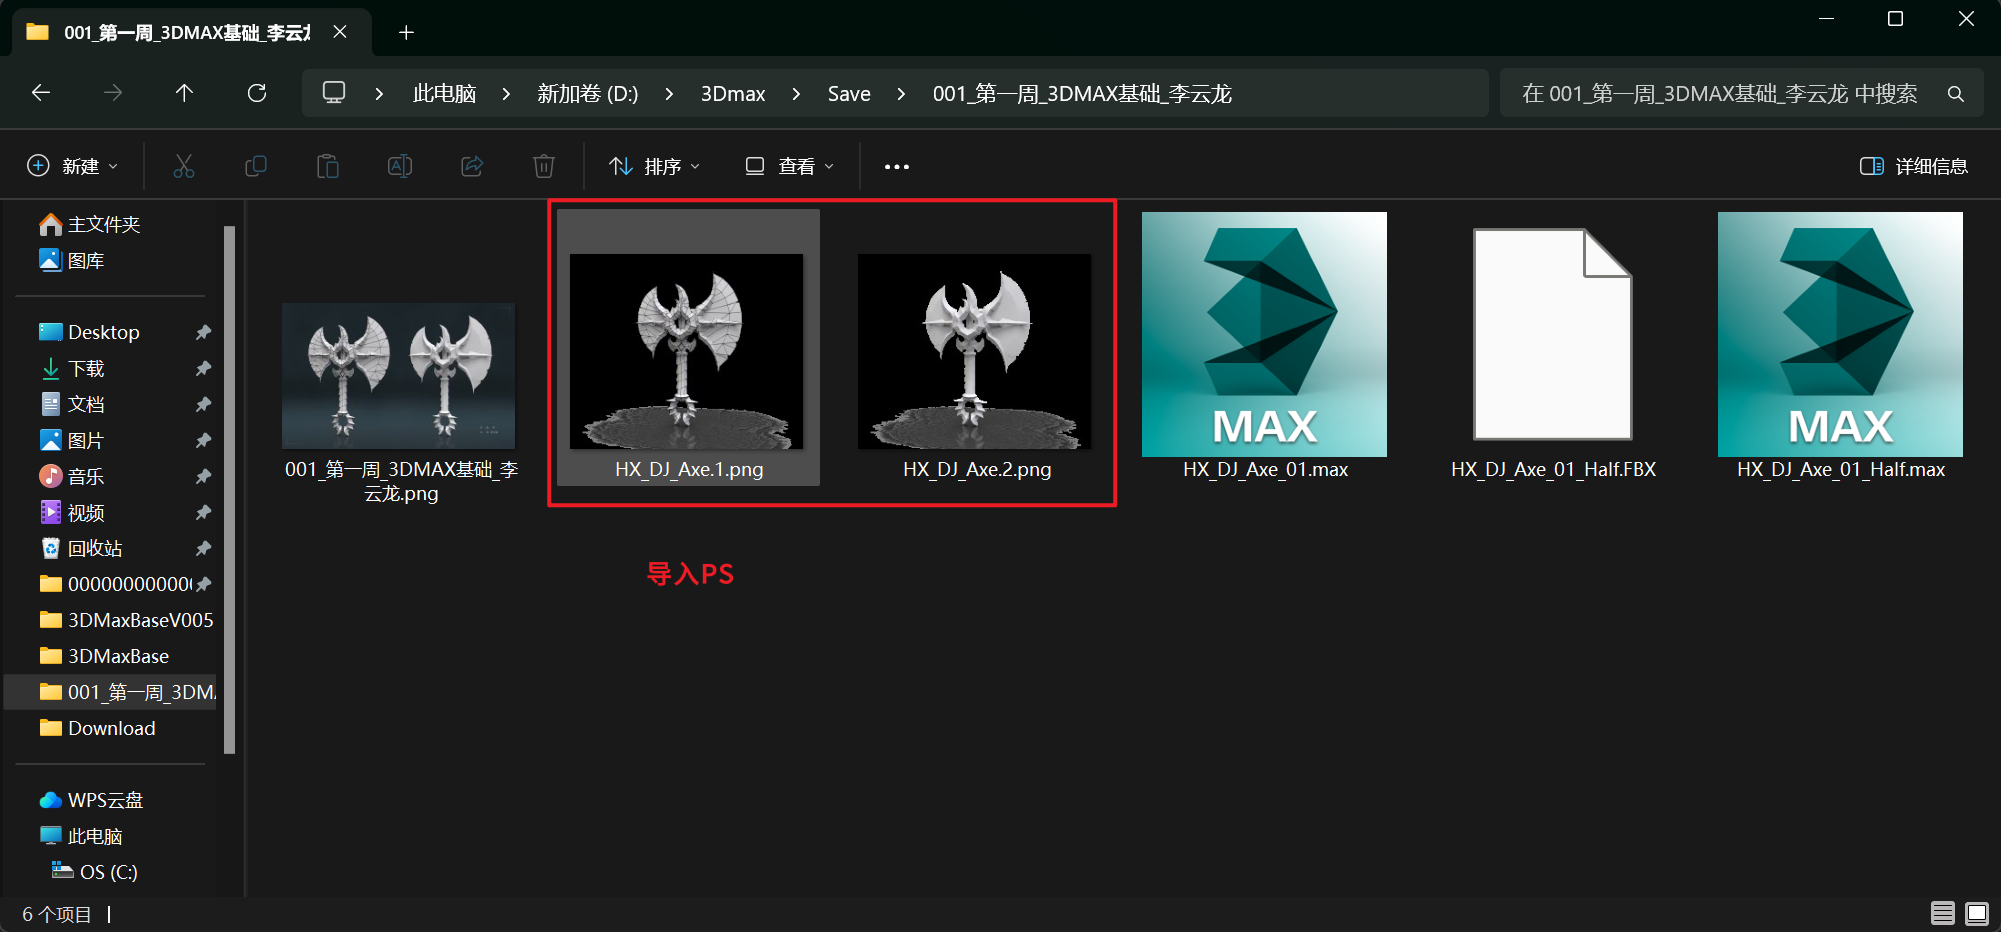 001_第一周_3DMAX基础_李云龙
此电脑
新加卷 (D:)
3Dmax
Save
001_第一周_3DMAX基础_李云龙
在 001_第一周_3DMAX基础_李云龙 中搜索
新建
排序
查看
详细信息
主文件夹
图库
Desktop
下载
文档
图片
音乐
视频
回收站
000000000000
3DMaxBaseV005
3DMaxBase
001_第一周_3DM
Download
WPS云盘
此电脑
OS (C:)
001_第一周_3DMAX基础_李
云龙.png
HX_DJ_Axe.1.png
HX_DJ_Axe.2.png
MAX
HX_DJ_Axe_01.max
HX_DJ_Axe_01_Half.FBX
MAX
HX_DJ_Axe_01_Half.max
导入PS
6 个项目